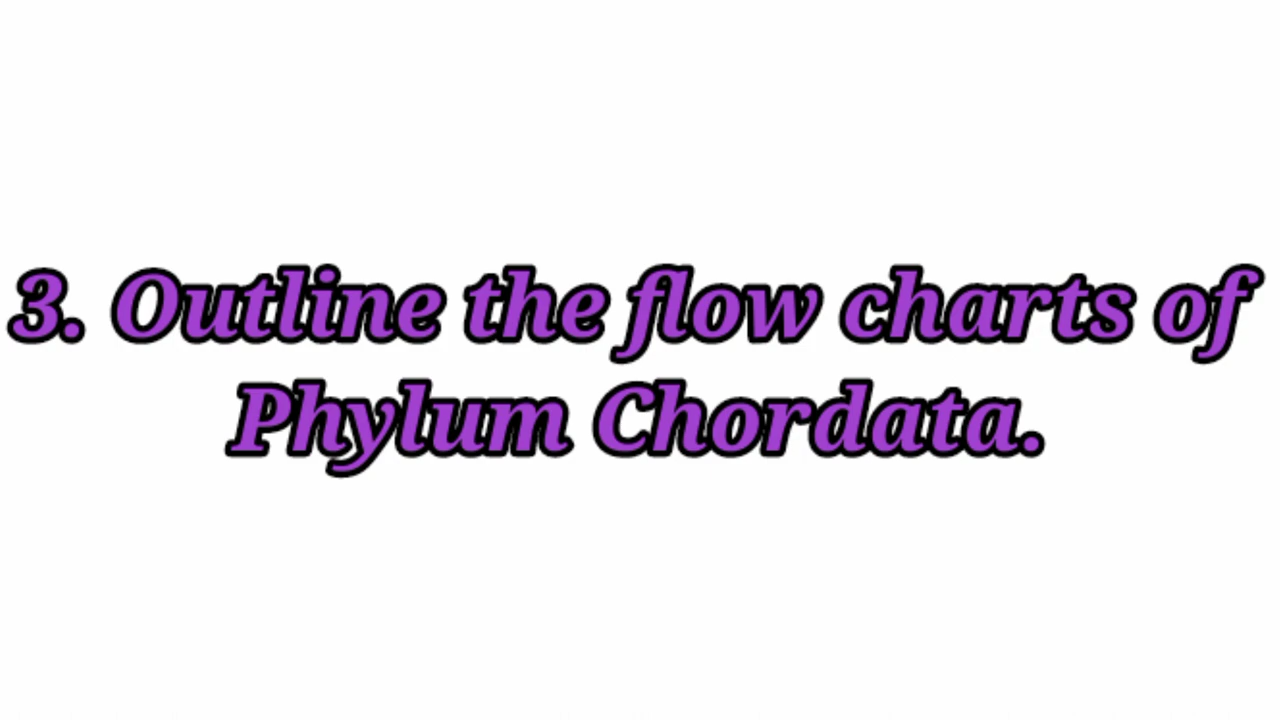 3. Outline the flow charts of
Phylum Chordata.